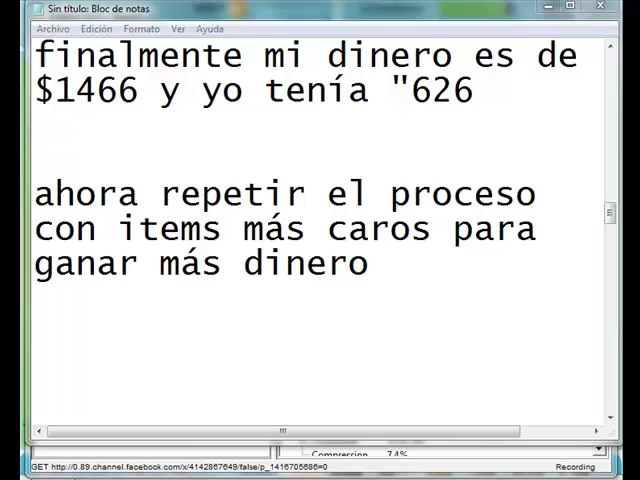 Sin título: Bloc de notas
Archivo Edición Formato Ver Ayuda
finalmente mi dinero es de
$1466 y yo tenía "626
ahora repetir el proceso
con items más caros para
ganar más dinero
Compression 74%
GET http://0.89.channel.facebook.com/x/4142867649/false/p_1416705686=0
Recording